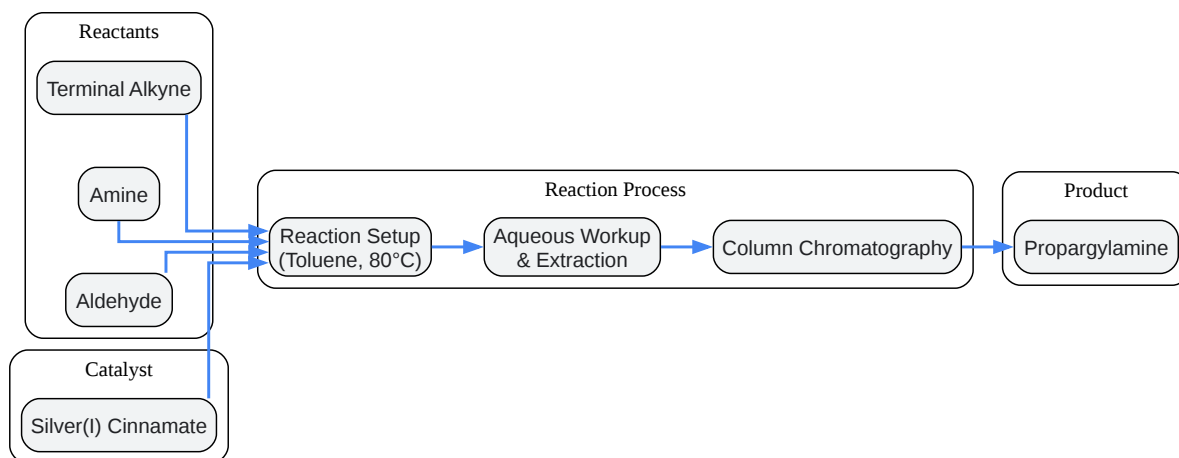 Reactants
Terminal Alkyne
Amine
Aldehyde
Catalyst
Silver(I) Cinnamate
Reaction Process
Reaction Setup
(Toluene, 80°C)
Aqueous Workup
& Extraction
Column Chromatography
Product
Propargylamine